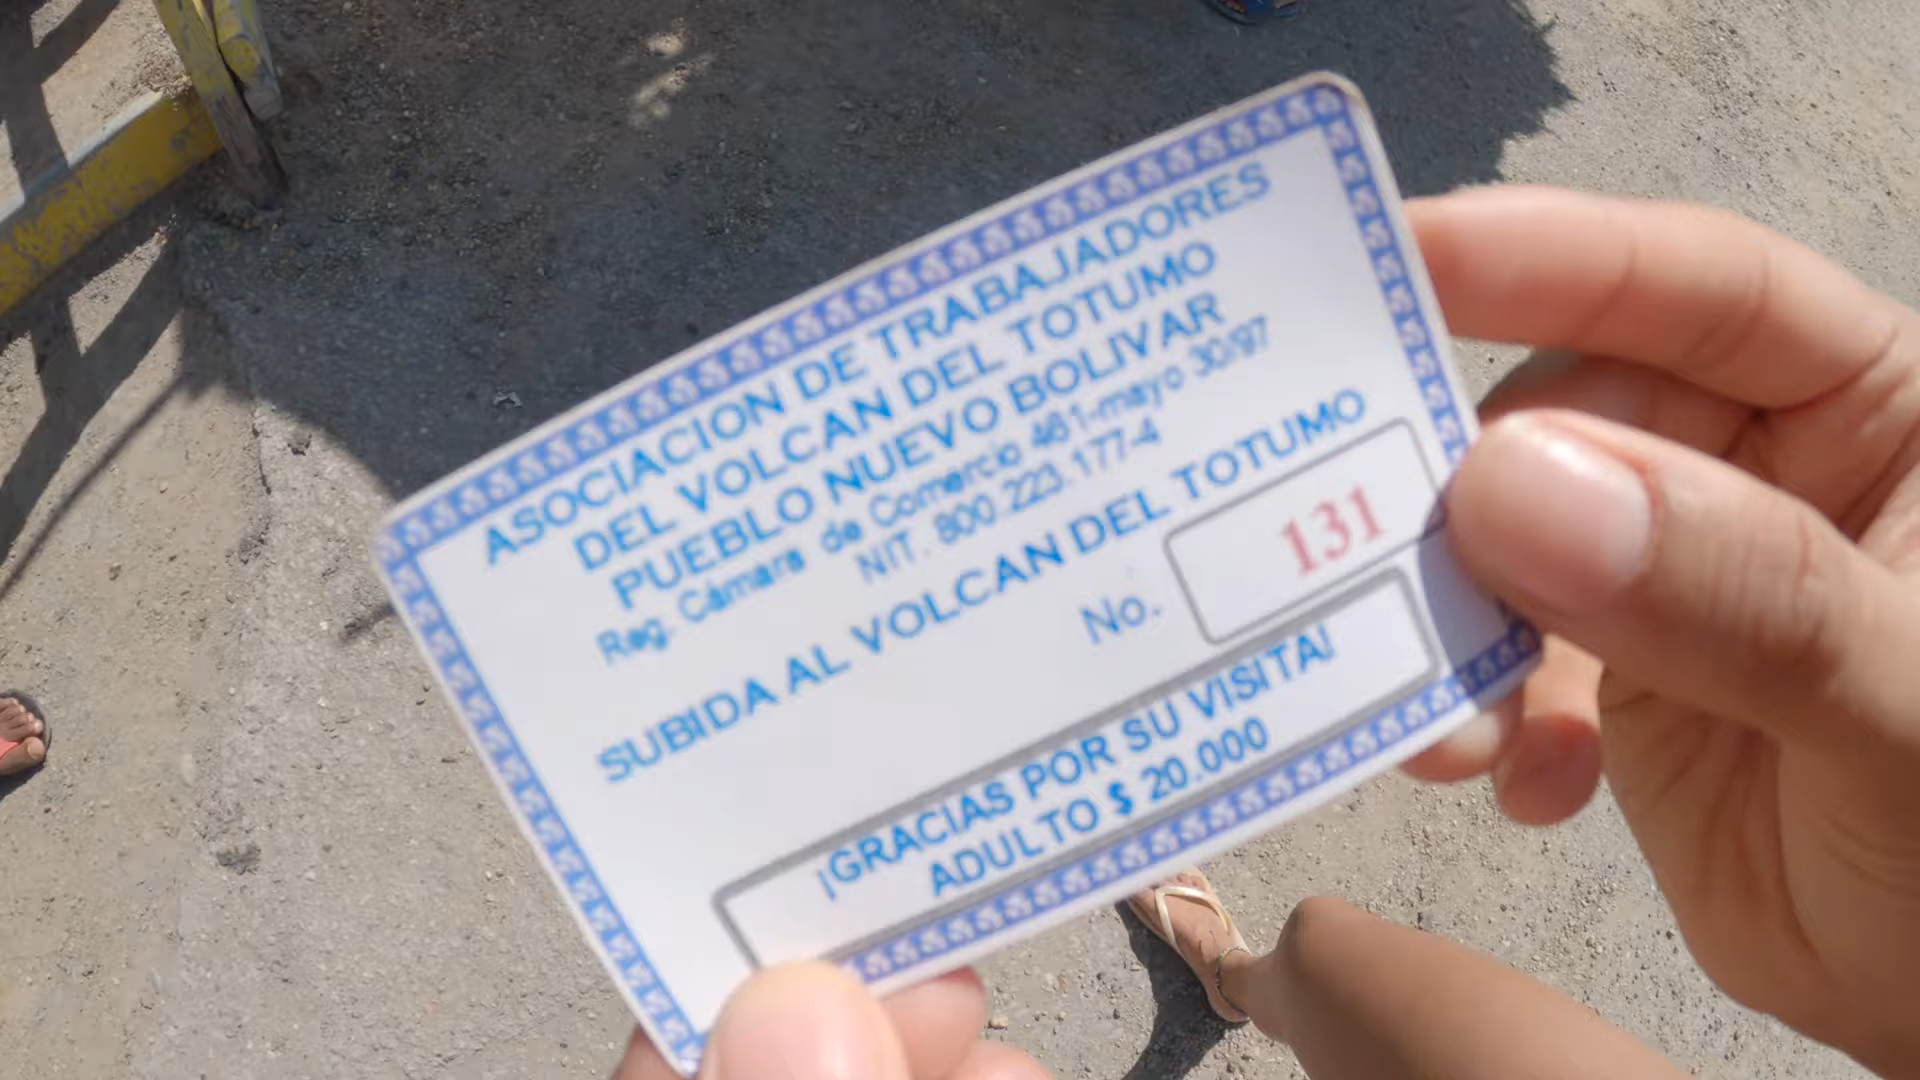 ASOCIACION DE TRABAJADORES
DEL VOLCAN DEL TOTUMO
PUEBLO NUEVO BOLIVAR
Reg. Cámara de Comercio 461-mayo 30/97
NIT. 800.223.177-4
SUBIDA AL VOLCAN DEL TOTUMO
No. 131
¡GRACIAS POR SU VISITA!
ADULTO $ 20.000